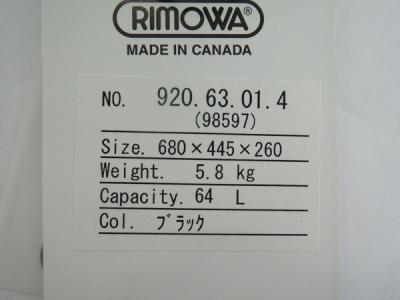 RIMOWA®
MADE IN CANADA
NO. 920.63.01.4
(98597)
Size. 680×445×260
Weight. 5.8 kg
Capacity. 64 L
Col. ﾌﾞﾗｯｸ